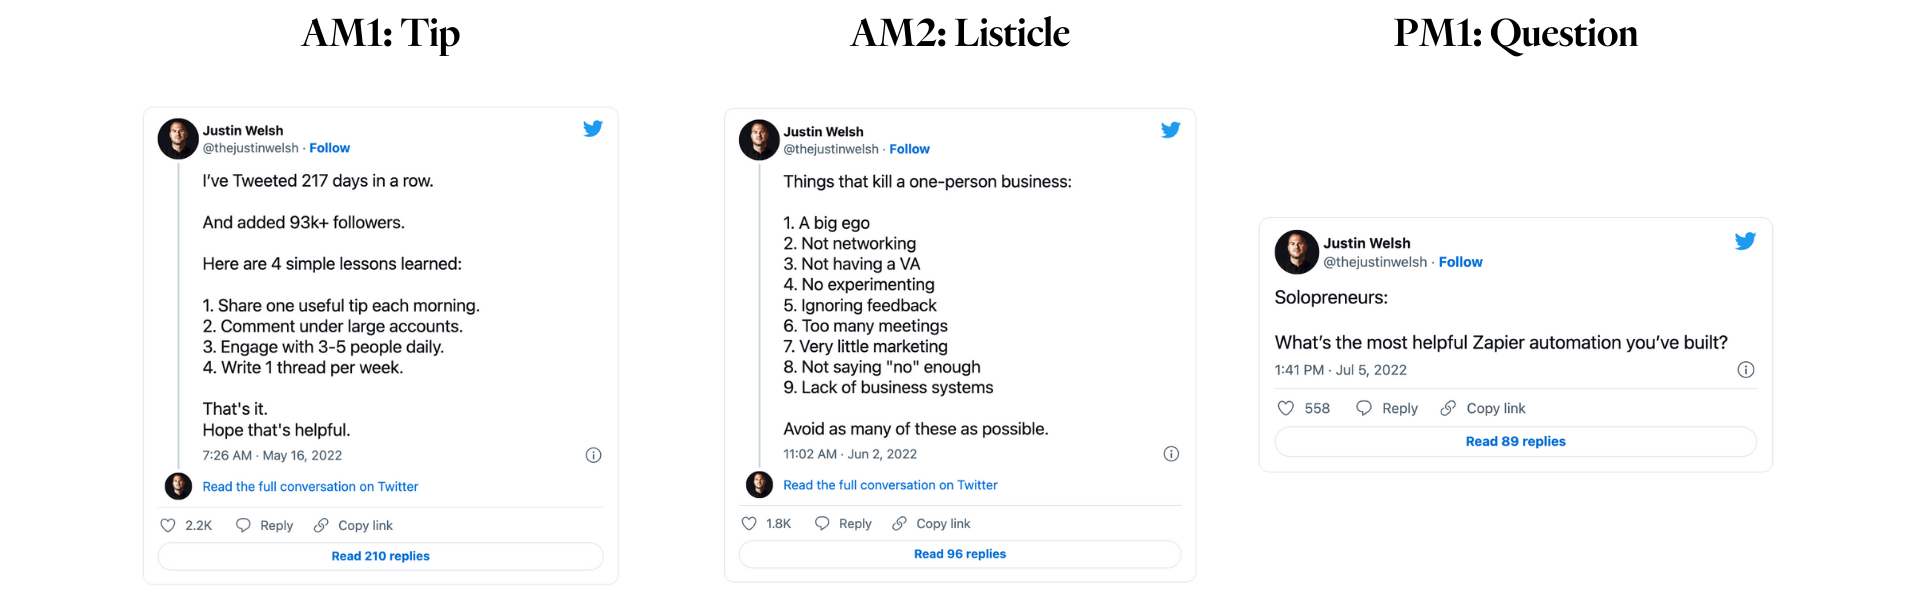 AM1: Tip
Justin Welsh
@thejustinwelsh · Follow
I've Tweeted 217 days in a row.
And added 93k+ followers.
Here are 4 simple lessons learned:
1. Share one useful tip each morning.
2. Comment under large accounts.
3. Engage with 3-5 people daily.
4. Write 1 thread per week.
That's it.
Hope that's helpful.
7:26 AM · May 16, 2022
Read the full conversation on Twitter
2.2K Reply Copy link
Read 210 replies
AM2: Listicle
Justin Welsh
@thejustinwelsh · Follow
Things that kill a one-person business:
1. A big ego
2. Not networking
3. Not having a VA
4. No experimenting
5. Ignoring feedback
6. Too many meetings
7. Very little marketing
8. Not saying "no" enough
9. Lack of business systems
Avoid as many of these as possible.
11:02 AM · Jun 2, 2022
Read the full conversation on Twitter
1.8K Reply Copy link
Read 96 replies
PM1: Question
Justin Welsh
@thejustinwelsh · Follow
Solopreneurs:
What's the most helpful Zapier automation you've built?
1:41 PM · Jul 5, 2022
558 Reply Copy link
Read 89 replies